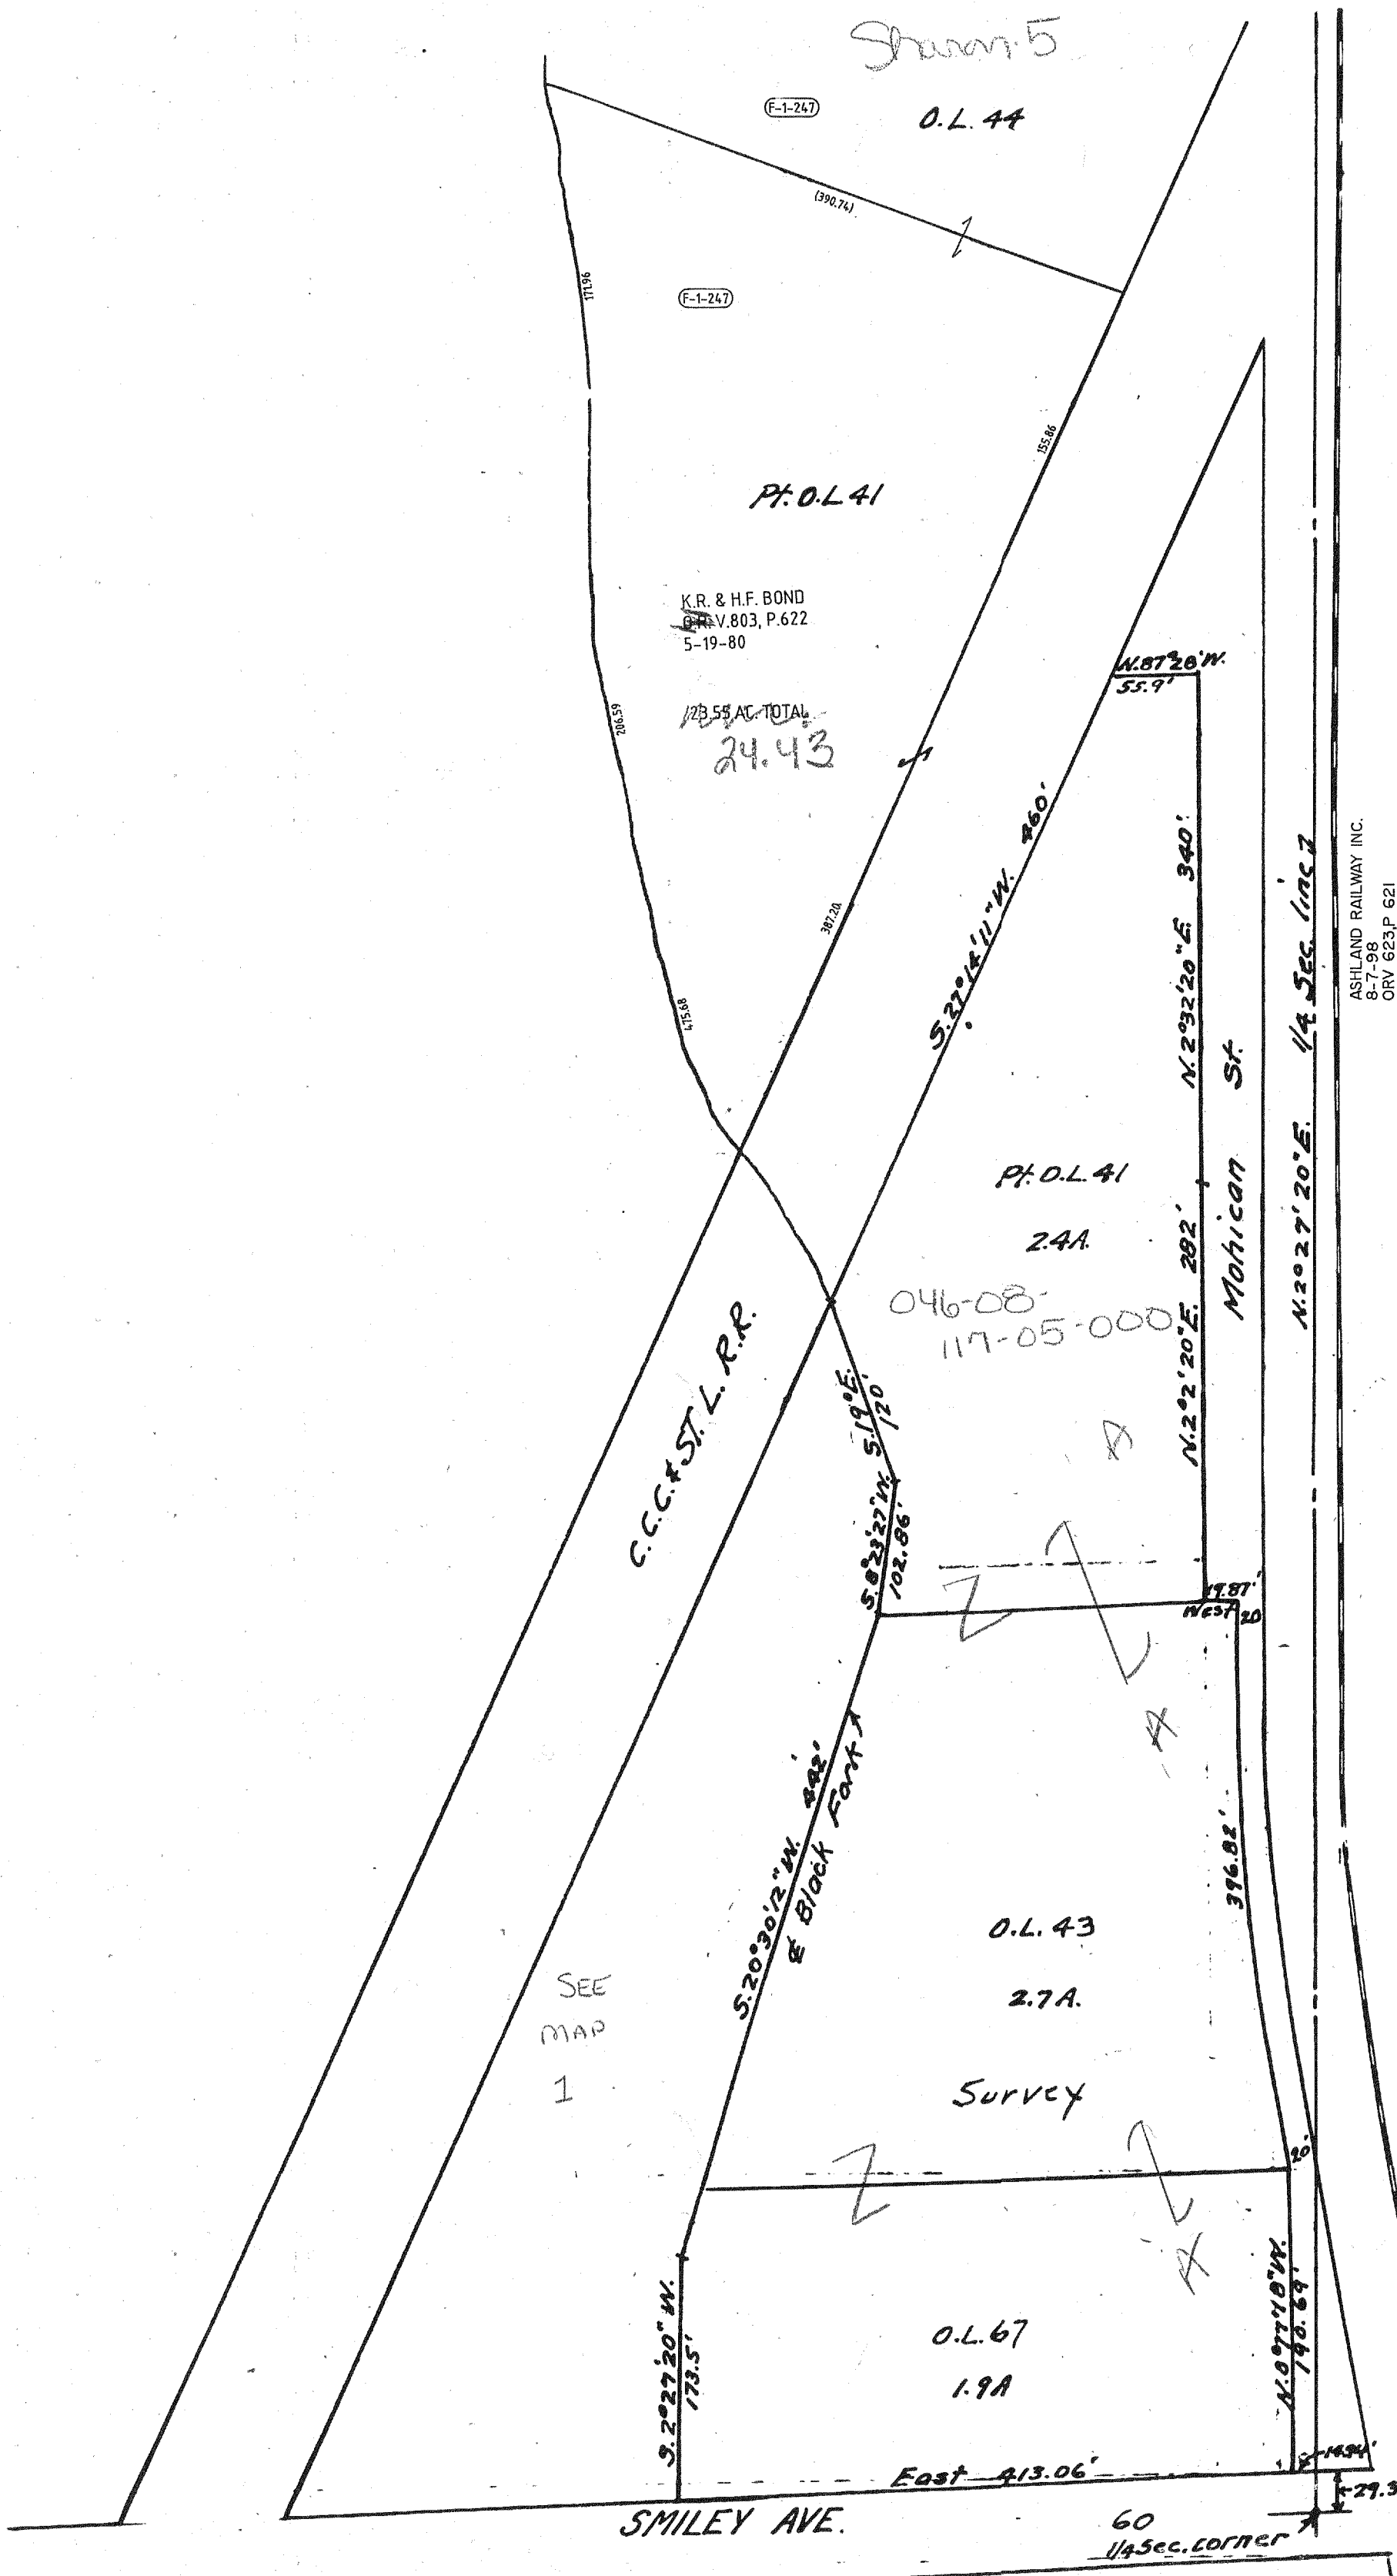 Sharon 5
F-1-247
O.L. 44
(390.74)
171.96
F-1-247
155.86
Pt. O.L 41
K.R. & H.F. BOND
V.803, P.622
5-19-80
N.87°28'W.
55.9'
206.59
23.55 AC. TOTAL
24.43
387.20
S.27°14'11"W. 460'
N.2°32'20"E. 340'
1/4 Sec. line
ASHLAND RAILWAY INC.
8-7-98
ORV 623,P 621
475.68
Mohican St.
N.2°27'20"E.
Pt. O.L. 41
2.4A.
N.2°2'20"E. 282'
046-08-
117-05-000
C.C.C. & ST. L. R.R.
S.19°E.
120'
S.8°23'27"W.
102.86'
19.87'
West
20
S.20°30'12"W. 442'
℄ Black Fork
396.82'
O.L. 43
2.7A.
Survey
SEE
MAP
1
20'
S.2°27'20"W.
173.5'
O.L. 67
1.9A
190.69'
East 413.06'
14.94'
29.3
SMILEY AVE.
60
1/4 Sec. corner